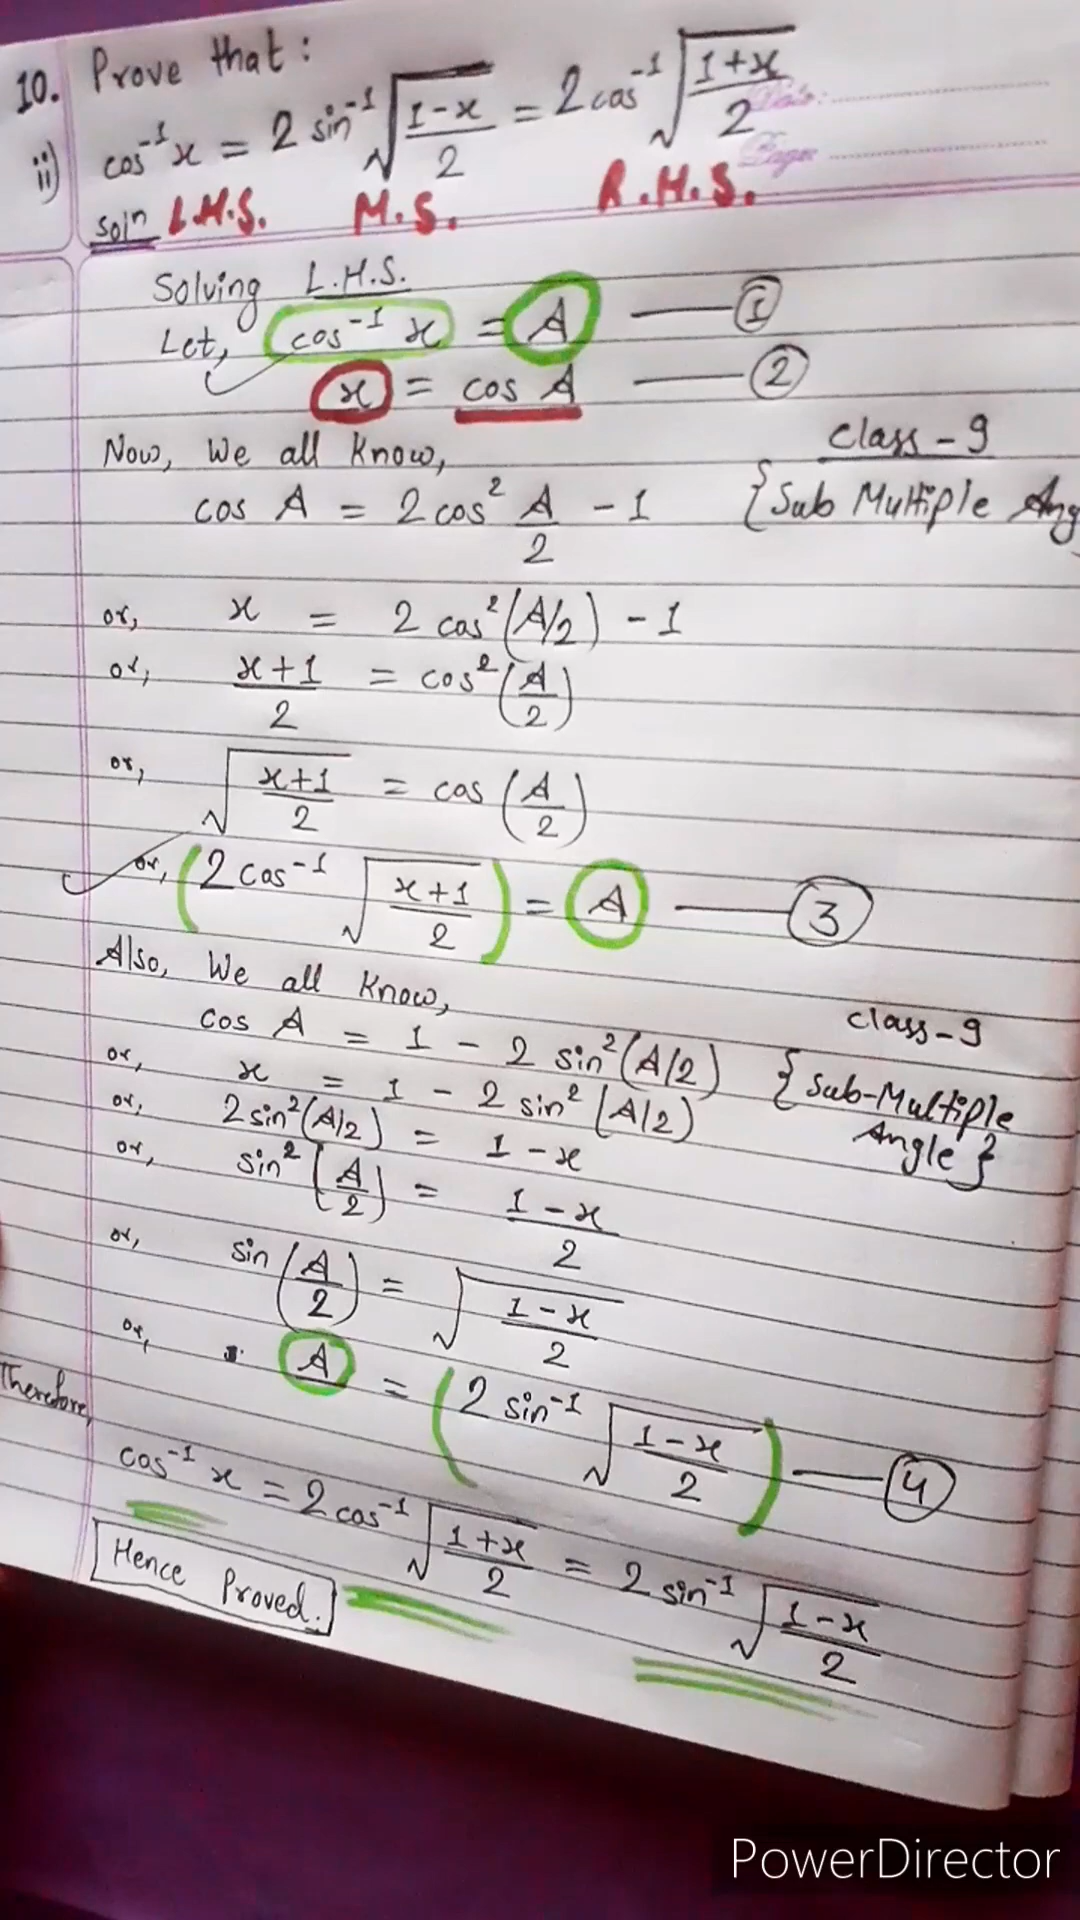 10. Prove that:
ii) cos⁻¹x = 2 sin⁻¹ √((1-x)/2) = 2 cos⁻¹ √((1+x)/2)
Date:
Page:
soln L.H.S. M.S. R.H.S.
Solving L.H.S.
Let, cos⁻¹ x = A —— ①
x = cos A —— ②
Now, We all Know,
class-9
cos A = 2cos² A/2 - 1 {Sub Multiple Ang
or, x = 2 cos²(A/2) - 1
or, (x+1)/2 = cos²(A/2)
or, √((x+1)/2) = cos (A/2)
or, (2 cos⁻¹ √((x+1)/2)) = A —— ③
Also, We all Know,
class-9
cos A = 1 - 2 sin²(A/2) {Sub-Multiple Angle}
or, x = 1 - 2 sin²(A/2)
or, 2sin²(A/2) = 1-x
or, sin²(A/2) = (1-x)/2
or, sin(A/2) = √((1-x)/2)
or, A = (2 sin⁻¹ √((1-x)/2)) —— ④
Therefore,
cos⁻¹ x = 2 cos⁻¹ √((1+x)/2) = 2 sin⁻¹ √((1-x)/2)
Hence Proved.
PowerDirector